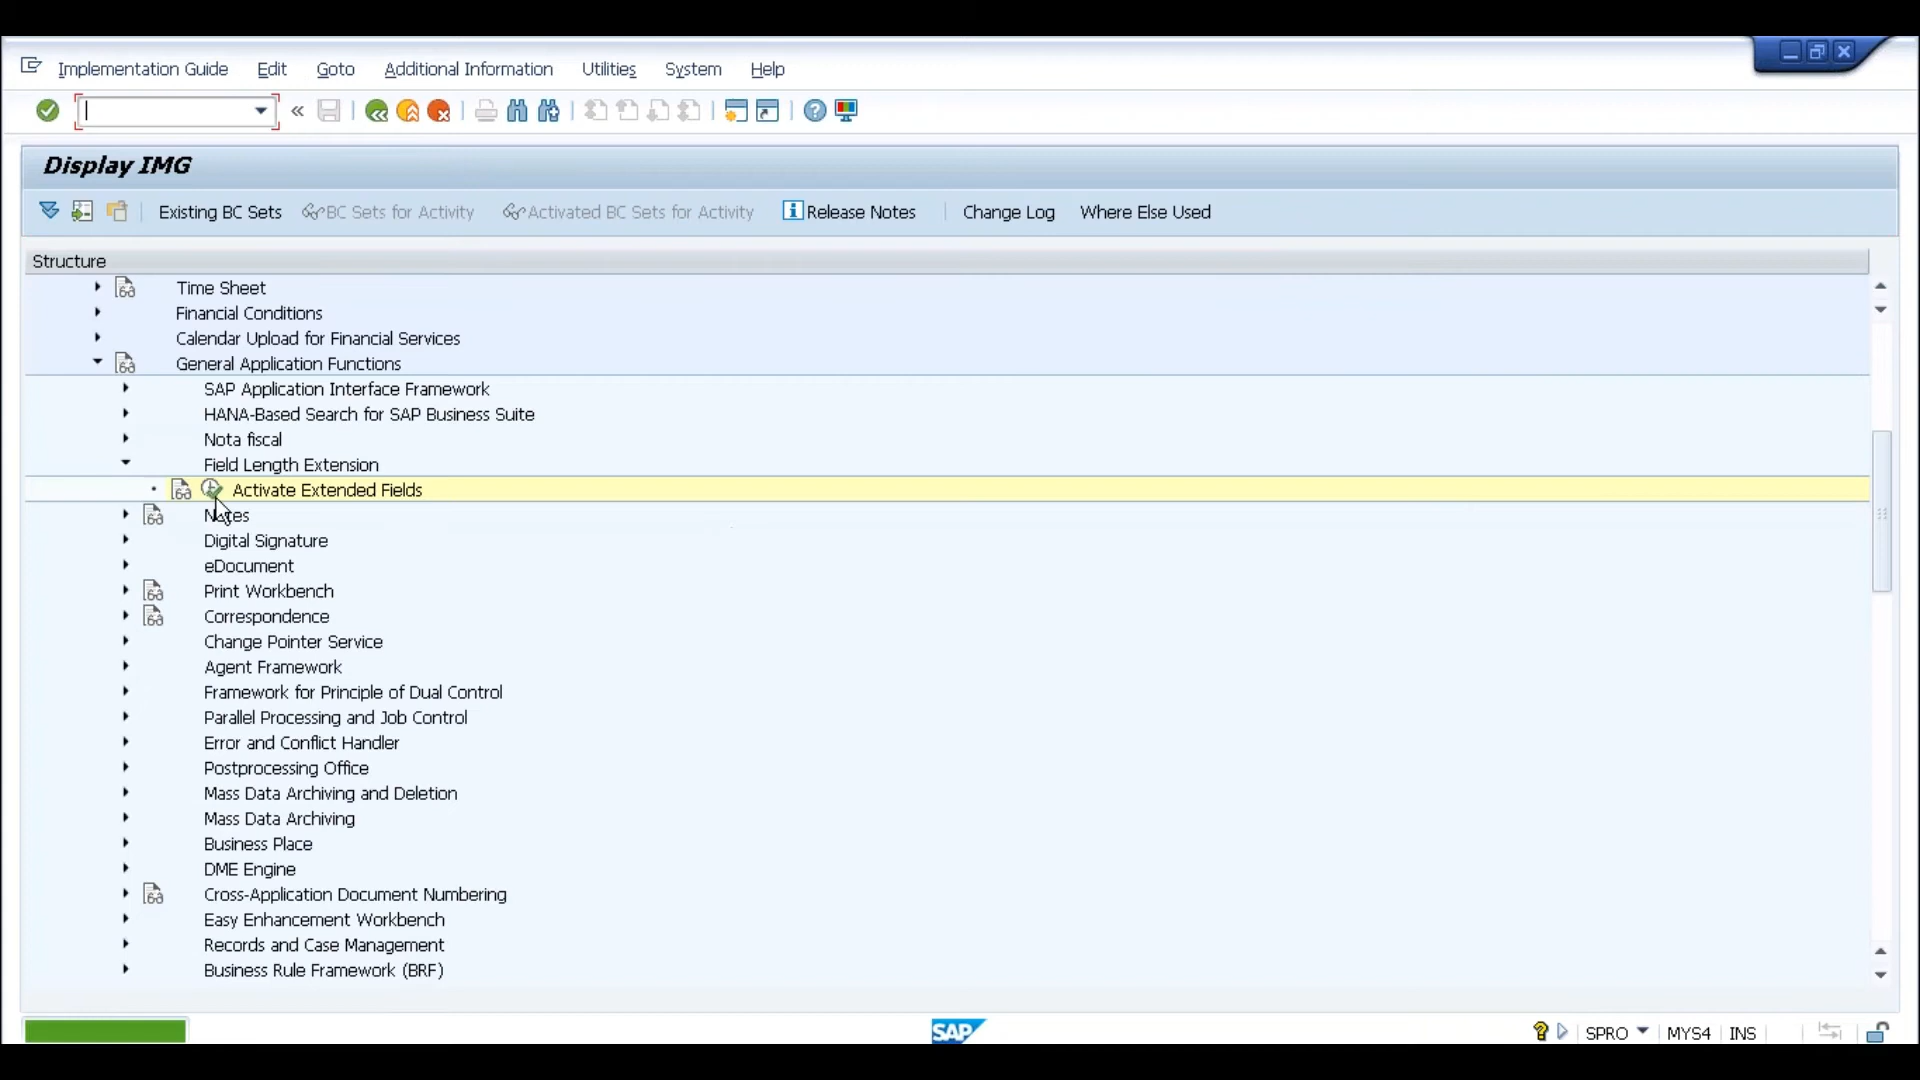 Implementation Guide Edit Goto Additional Information Utilities System Help
Display IMG
Existing BC Sets BC Sets for Activity Activated BC Sets for Activity Release Notes Change Log Where Else Used
Structure
Time Sheet
Financial Conditions
Calendar Upload for Financial Services
General Application Functions
SAP Application Interface Framework
HANA-Based Search for SAP Business Suite
Nota fiscal
Field Length Extension
Activate Extended Fields
Notes
Digital Signature
eDocument
Print Workbench
Correspondence
Change Pointer Service
Agent Framework
Framework for Principle of Dual Control
Parallel Processing and Job Control
Error and Conflict Handler
Postprocessing Office
Mass Data Archiving and Deletion
Mass Data Archiving
Business Place
DME Engine
Cross-Application Document Numbering
Easy Enhancement Workbench
Records and Case Management
Business Rule Framework (BRF)
SAP SPRO MYS4 INS